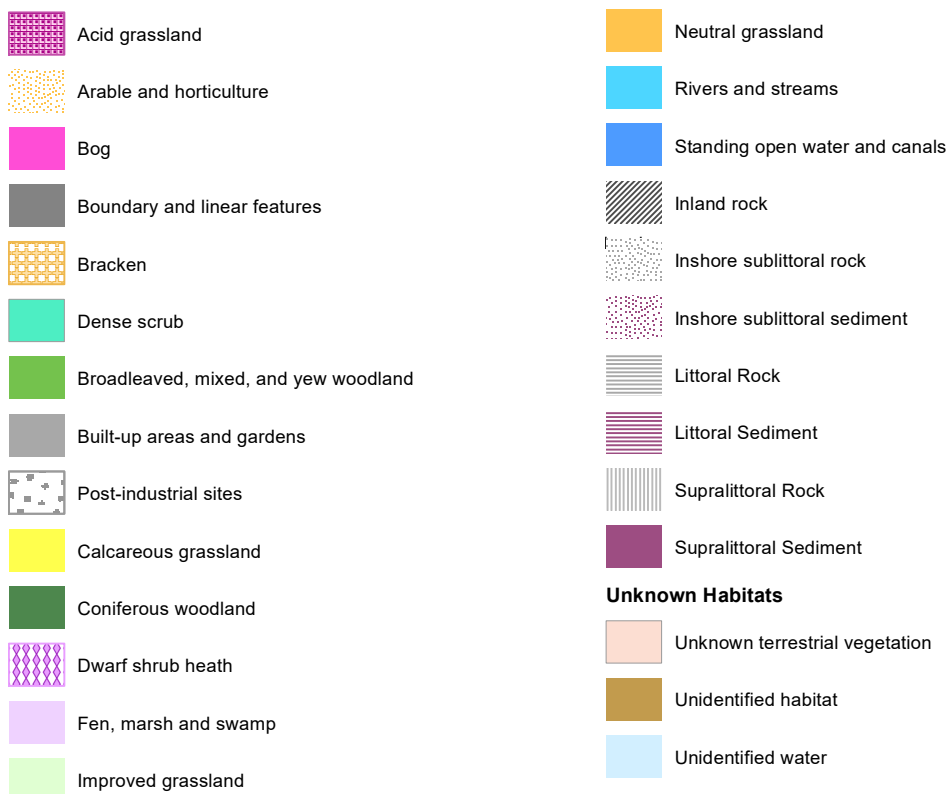 Acid grassland
Arable and horticulture
Bog
Boundary and linear features
Bracken
Dense scrub
Broadleaved, mixed, and yew woodland
Built-up areas and gardens
Post-industrial sites
Calcareous grassland
Coniferous woodland
Dwarf shrub heath
Fen, marsh and swamp
Improved grassland
Neutral grassland
Rivers and streams
Standing open water and canals
Inland rock
Inshore sublittoral rock
Inshore sublittoral sediment
Littoral Rock
Littoral Sediment
Supralittoral Rock
Supralittoral Sediment
Unknown Habitats
Unknown terrestrial vegetation
Unidentified habitat
Unidentified water